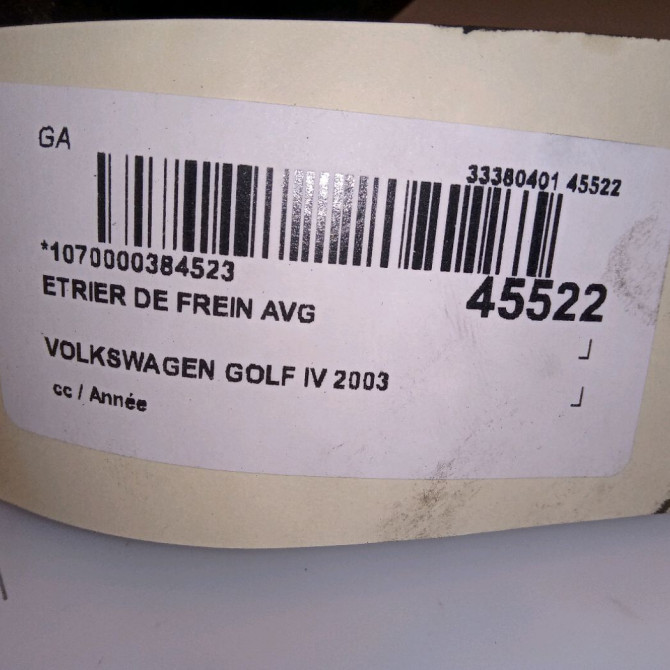 GA
33380401 45522
*1070000384523
ETRIER DE FREIN AVG
45522
VOLKSWAGEN GOLF IV 2003
cc / Année